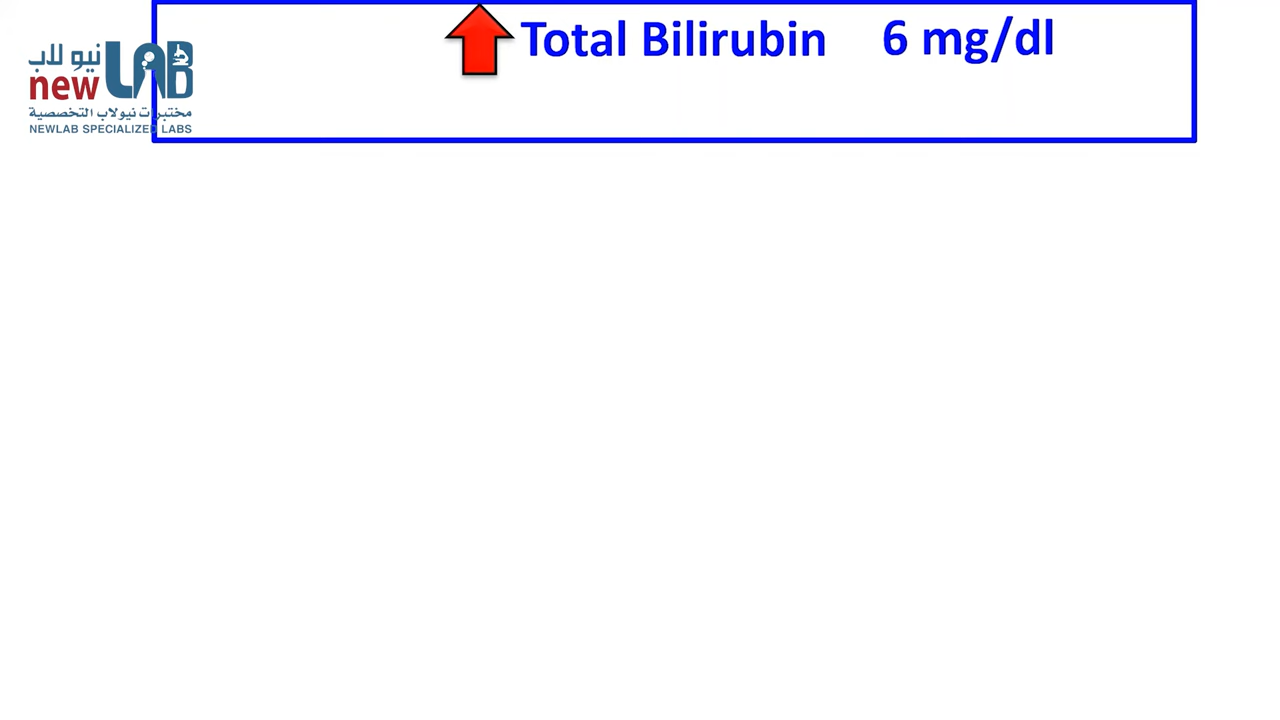 Total Bilirubin 6 mg/dl
نيو لاب
new LAB
مختبرات نيولاب التخصصية
NEWLAB SPECIALIZED LABS